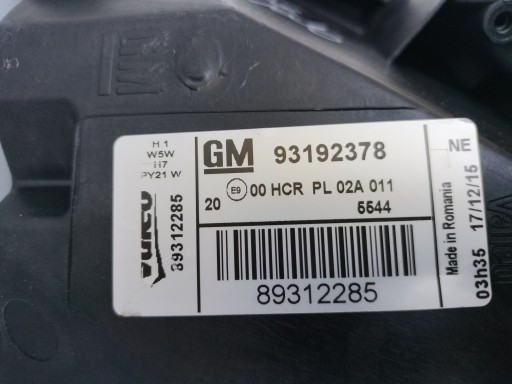 H 1
W5W
H7
PY21 W
GM 93192378
E9 00 HCR PL 02A 011
20
5544
Valeo
89312285
89312285
NE
Made in Romania
03h35 17/12/15